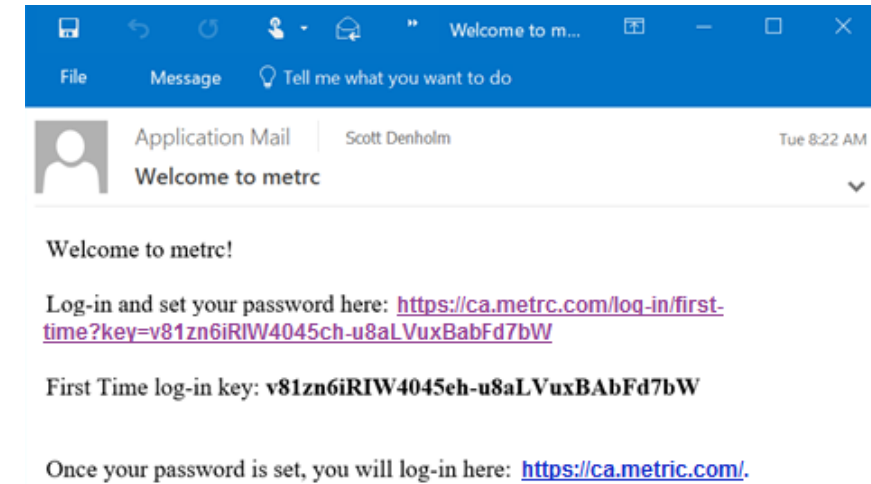 Welcome to m...
File Message Tell me what you want to do
Application Mail Scott Denholm Tue 8:22 AM
Welcome to metrc
Welcome to metrc!
Log-in and set your password here: https://ca.metrc.com/log-in/first-
time?key=v81zn6iRIW4045ch-u8aLVuxBabFd7bW
First Time log-in key: v81zn6iRIW4045eh-u8aLVuxBAbFd7bW
Once your password is set, you will log-in here: https://ca.metric.com/.